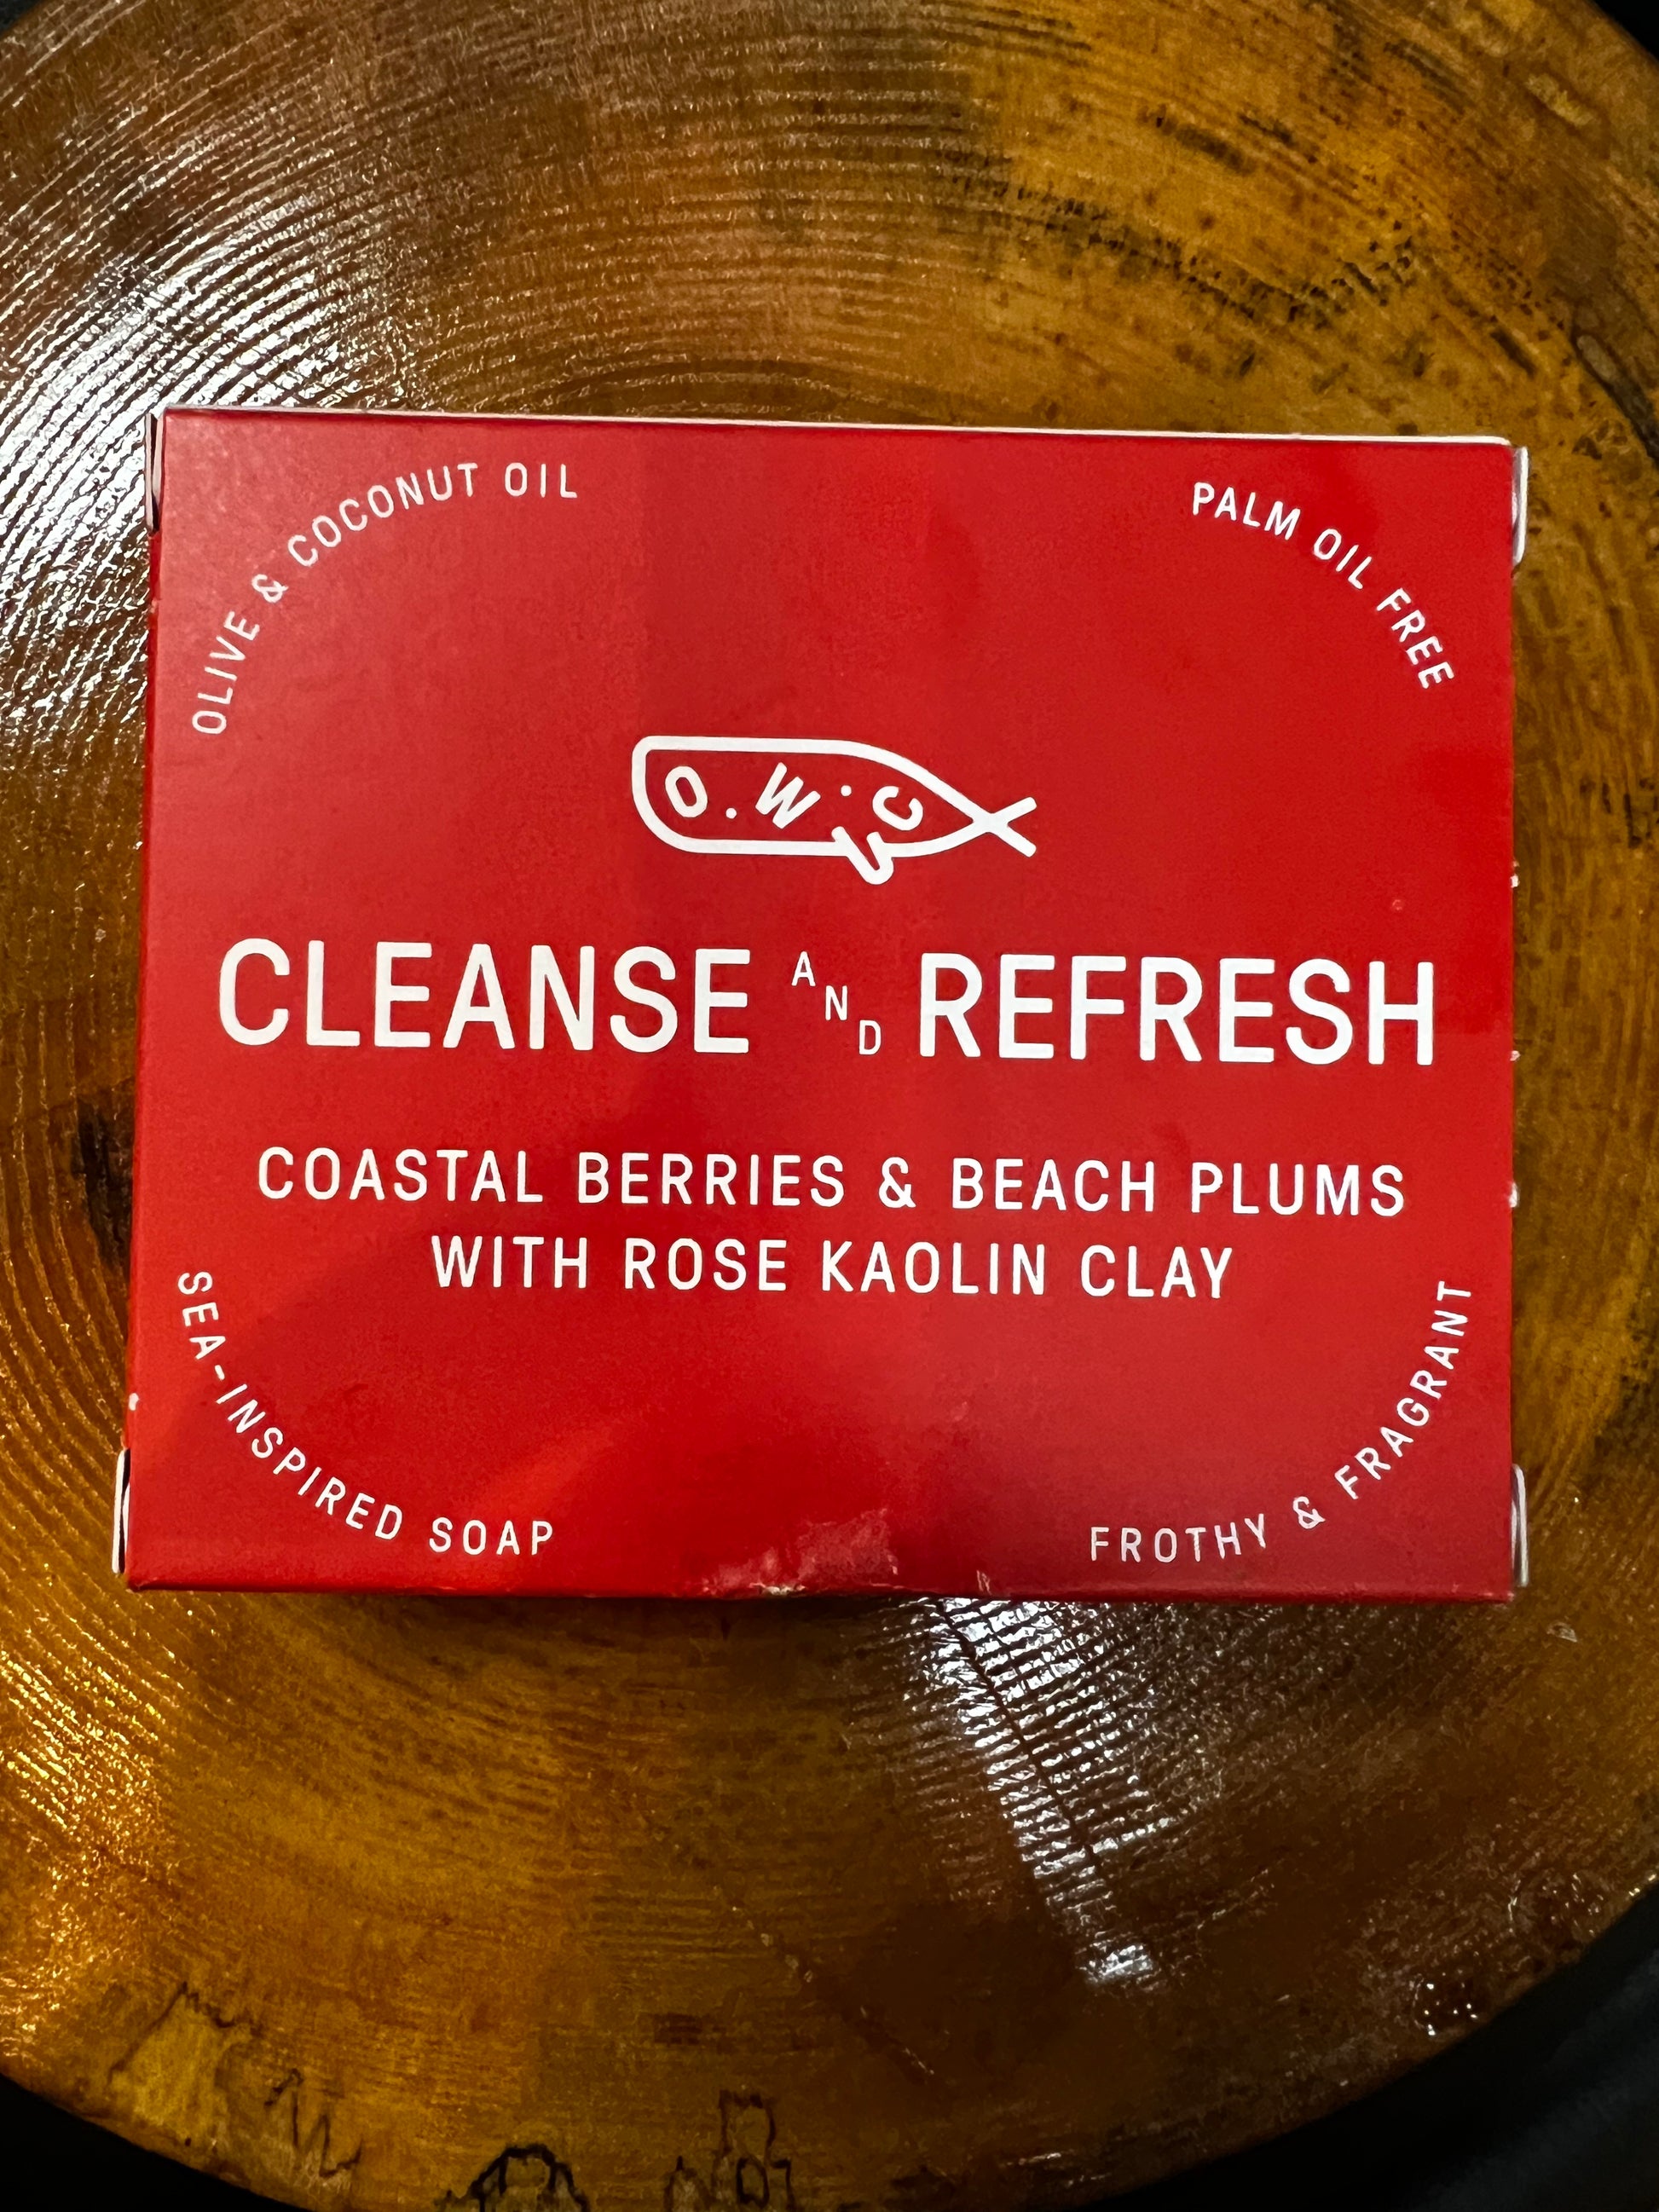 OLIVE & COCONUT OIL
PALM OIL FREE
O.W.C
CLEANSE AND REFRESH
COASTAL BERRIES & BEACH PLUMS
WITH ROSE KAOLIN CLAY
SEA-INSPIRED SOAP
FROTHY & FRAGRANT